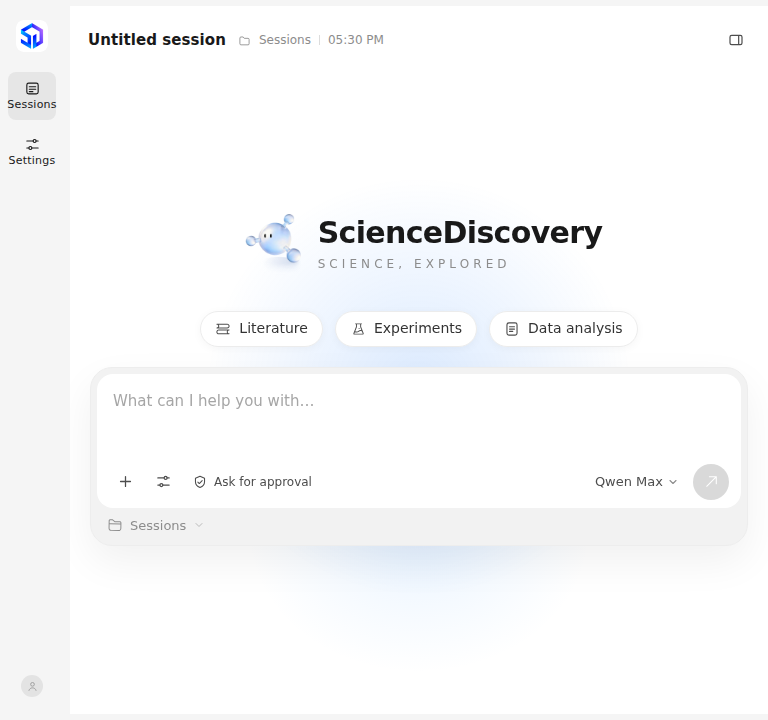 Untitled session
Sessions
05:30 PM
Sessions
Settings
ScienceDiscovery
SCIENCE, EXPLORED
Literature
Experiments
Data analysis
What can I help you with...
Ask for approval
Qwen Max
Sessions